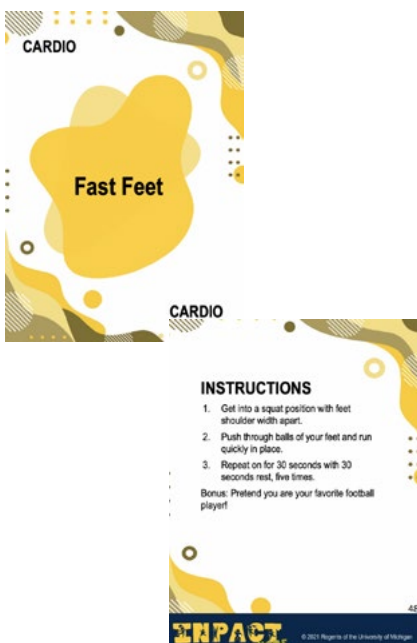 CARDIO
Fast Feet
CARDIO
INSTRUCTIONS
1. Get into a squat position with feet
shoulder width apart.
2. Push through balls of your feet and run
quickly in place.
3. Repeat on for 30 seconds with 30
seconds rest, five times.
Bonus: Pretend you are your favorite football
player!
48
INPACT.
© 2021 Regents of the University of Michigan.